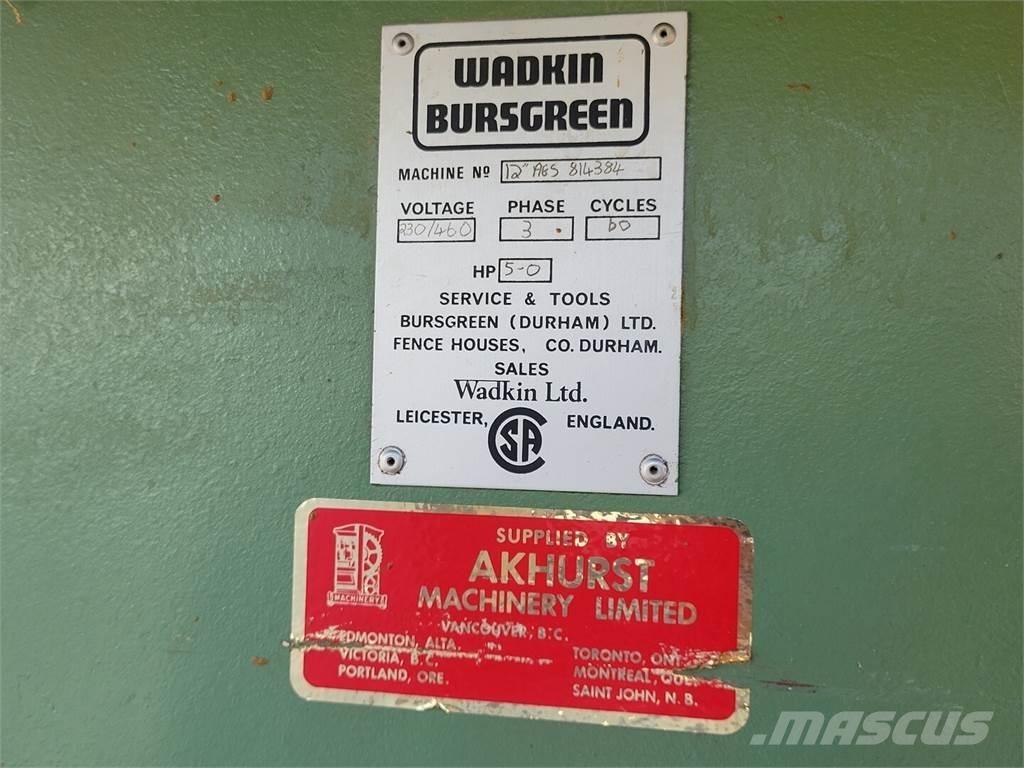 WADKIN
BURSGREEN
MACHINE Nº 12" AGS 814384
VOLTAGE PHASE CYCLES
230/460 3 60
HP 5-0
SERVICE & TOOLS
BURSGREEN (DURHAM) LTD.
FENCE HOUSES, CO. DURHAM.
SALES
Wadkin Ltd.
LEICESTER, ENGLAND.
CSA
SUPPLIED BY
AKHURST
MACHINERY LIMITED
MACHINERY
VANCOUVER, B.C.
EDMONTON, ALTA.
VICTORIA, B.C.
PORTLAND, ORE.
TORONTO, ONT.
MONTREAL, QUE.
SAINT JOHN, N. B.
MASCUS